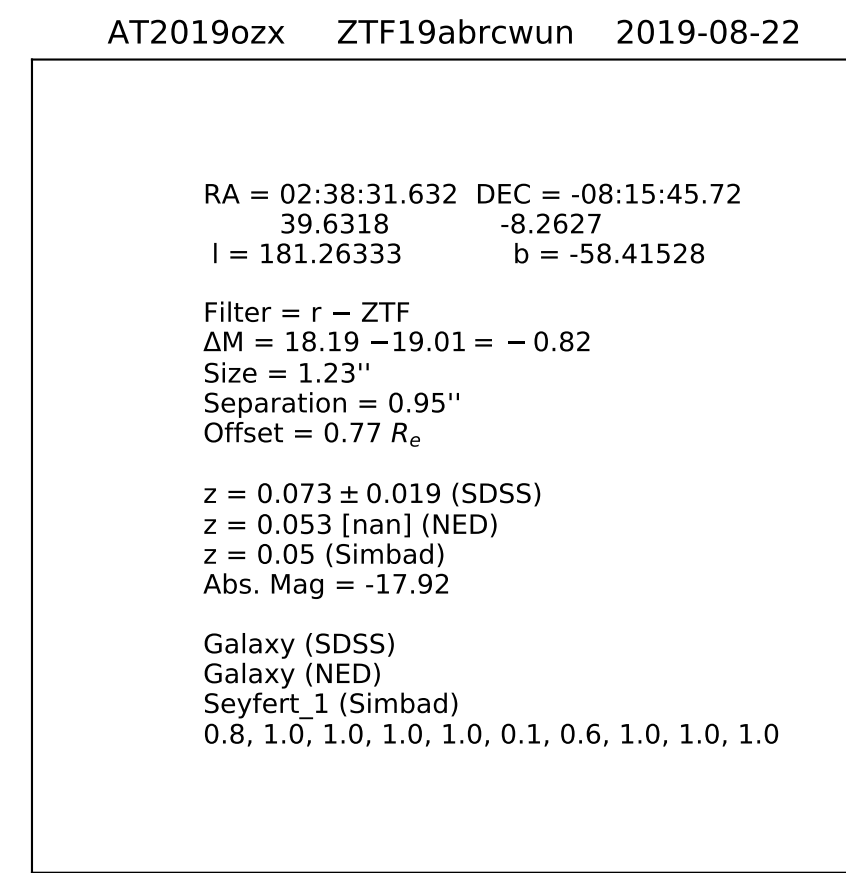 AT2019ozx ZTF19abrcwun 2019-08-22
RA = 02:38:31.632 DEC = -08:15:45.72
39.6318 -8.2627
l = 181.26333 b = -58.41528
Filter = r − ZTF
ΔM = 18.19 −19.01 = − 0.82
Size = 1.23''
Separation = 0.95''
Offset = 0.77 Rₑ
z = 0.073 ± 0.019 (SDSS)
z = 0.053 [nan] (NED)
z = 0.05 (Simbad)
Abs. Mag = -17.92
Galaxy (SDSS)
Galaxy (NED)
Seyfert_1 (Simbad)
0.8, 1.0, 1.0, 1.0, 1.0, 0.1, 0.6, 1.0, 1.0, 1.0